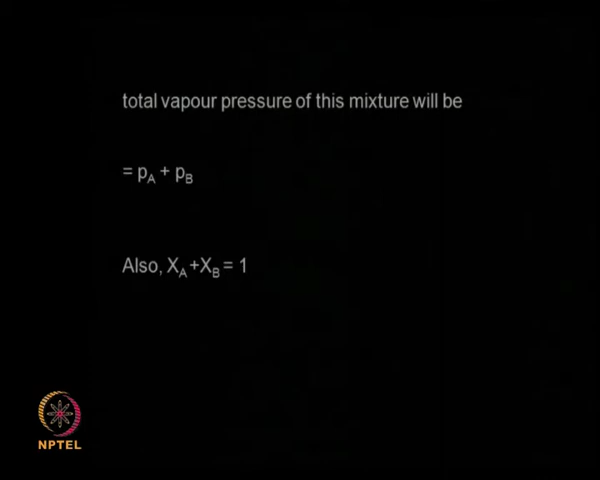 total vapour pressure of this mixture will be
= pA + pB
Also, XA +XB = 1
NPTEL